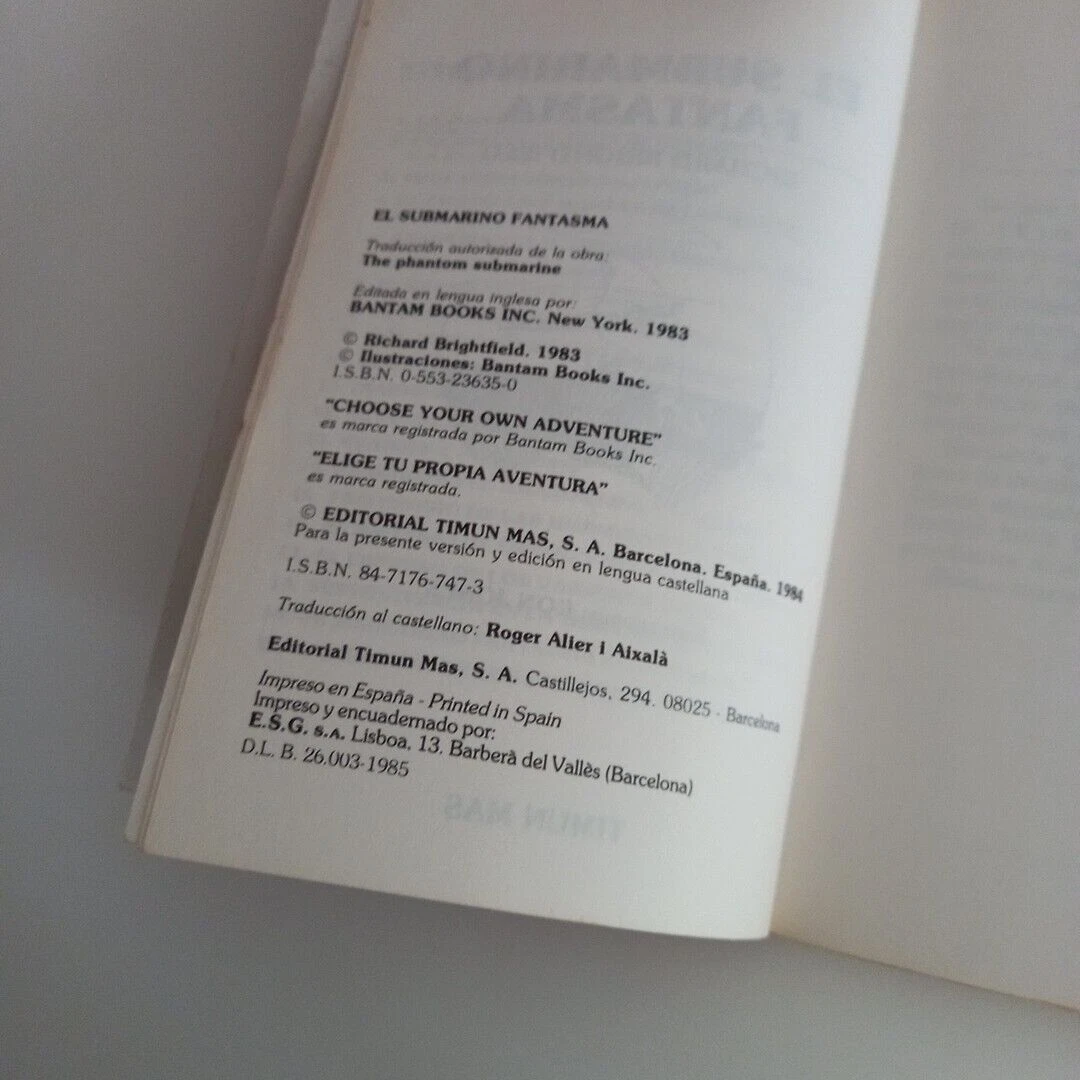 EL SUBMARINO FANTASMA
Traducción autorizada de la obra:
The phantom submarine
Editada en lengua inglesa por:
BANTAM BOOKS INC. New York. 1983
© Richard Brightfield. 1983
© Ilustraciones: Bantam Books Inc.
I.S.B.N. 0-553-23635-0
"CHOOSE YOUR OWN ADVENTURE"
es marca registrada por Bantam Books Inc.
"ELIGE TU PROPIA AVENTURA"
es marca registrada.
© EDITORIAL TIMUN MAS, S. A. Barcelona. España. 1984
Para la presente versión y edición en lengua castellana
I.S.B.N. 84-7176-747-3
Traducción al castellano: Roger Alier i Aixalà
Editorial Timun Mas, S. A. Castillejos, 294. 08025 - Barcelona
Impreso en España - Printed in Spain
Impreso y encuadernado por:
E.S.G. s.a. Lisboa, 13. Barberà del Vallès (Barcelona)
D.L. B. 26.003-1985